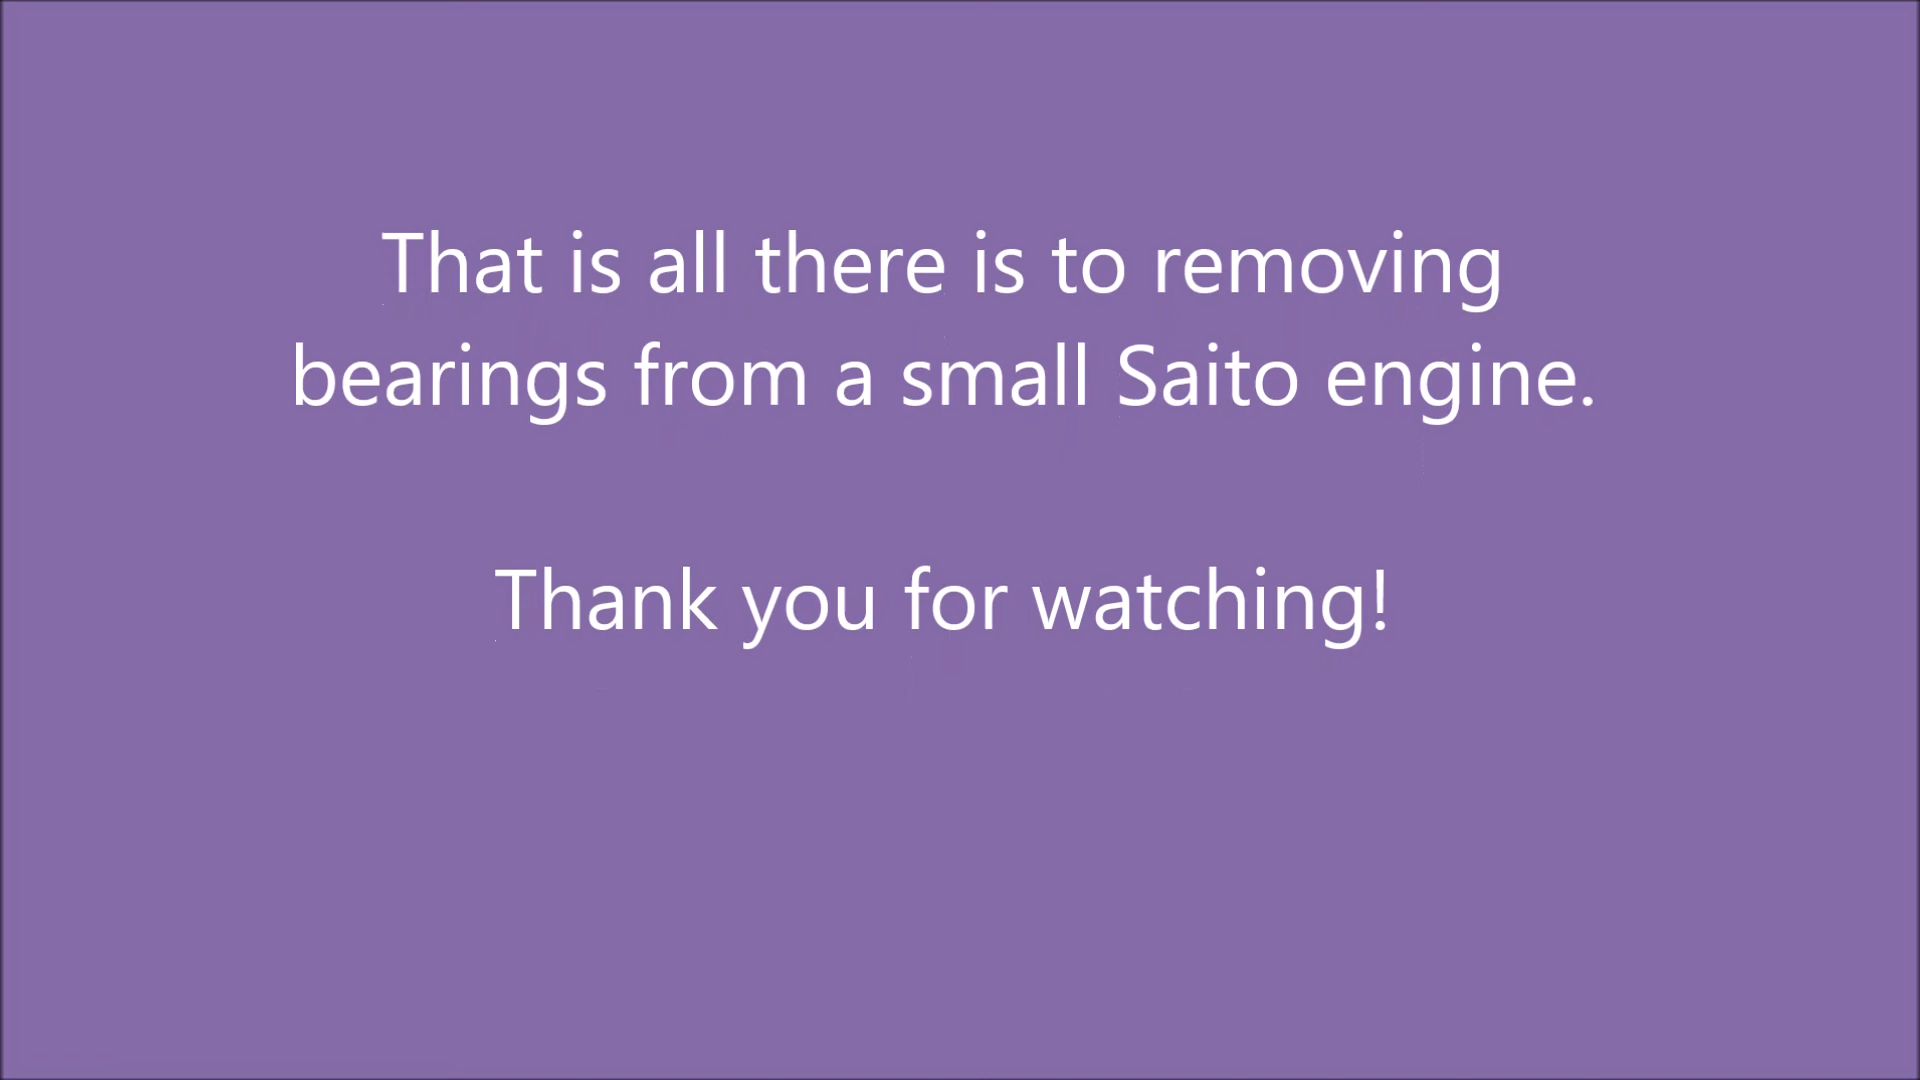 That is all there is to removing
bearings from a small Saito engine.
Thank you for watching!